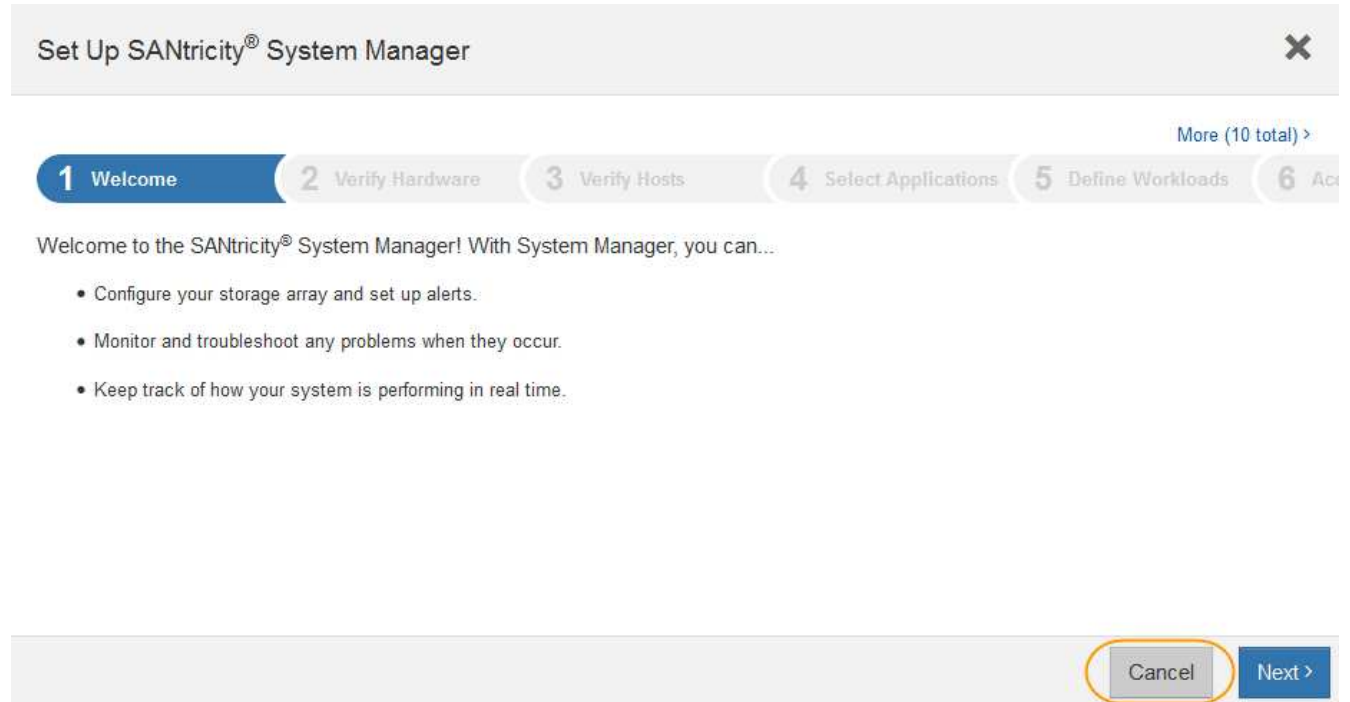 Set Up SANtricity® System Manager
More (10 total) >
1 Welcome 2 Verify Hardware 3 Verify Hosts 4 Select Applications 5 Define Workloads 6
Welcome to the SANtricity® System Manager! With System Manager, you can...
• Configure your storage array and set up alerts.
• Monitor and troubleshoot any problems when they occur.
• Keep track of how your system is performing in real time.
Cancel Next >